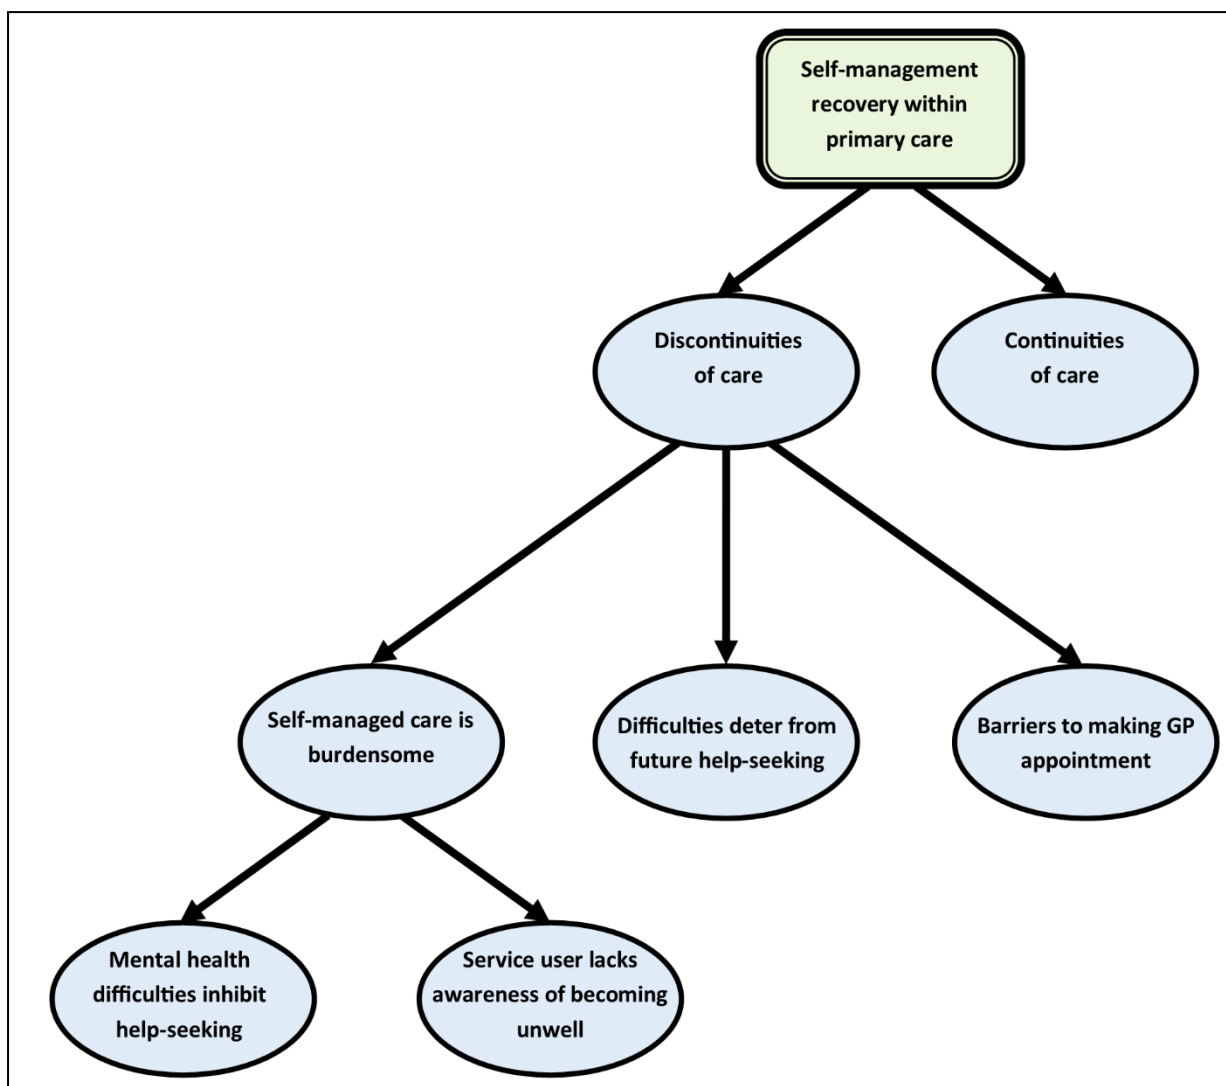 Self-management
recovery within
primary care
Discontinuities
of care
Continuities
of care
Self-managed care is
burdensome
Difficulties deter from
future help-seeking
Barriers to making GP
appointment
Mental health
difficulties inhibit
help-seeking
Service user lacks
awareness of becoming
unwell